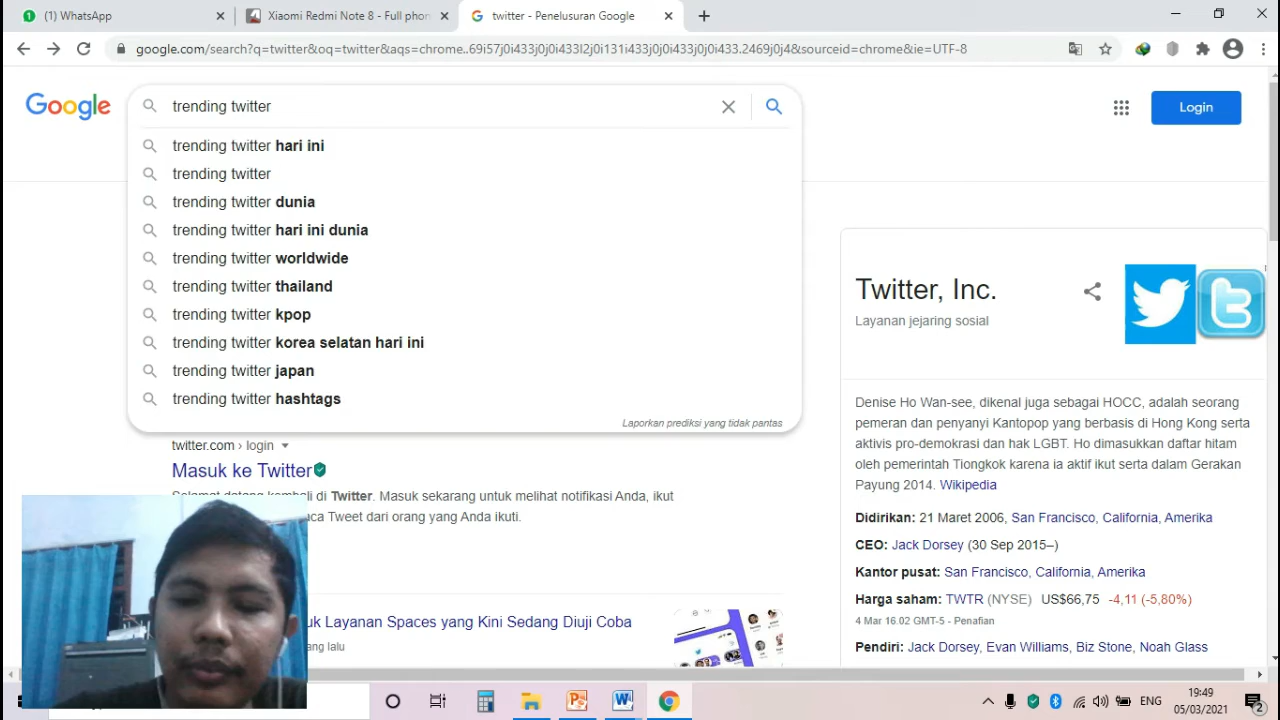 (1) WhatsApp
Xiaomi Redmi Note 8 - Full phon
twitter - Penelusuran Google
google.com/search?q=twitter&oq=twitter&aqs=chrome..69i57j0i433j0j0i433l2j0i131i433j0j0i433j0j0i433.2469j0j4&sourceid=chrome&ie=UTF-8
Google
trending twitter
Login
trending twitter hari ini
trending twitter
trending twitter dunia
trending twitter hari ini dunia
trending twitter worldwide
trending twitter thailand
trending twitter kpop
trending twitter korea selatan hari ini
trending twitter japan
trending twitter hashtags
Laporkan prediksi yang tidak pantas
twitter.com › login
Masuk ke Twitter
Selamat datang kembali di Twitter. Masuk sekarang untuk melihat notifikasi Anda, ikut
ca Tweet dari orang yang Anda ikuti.
uk Layanan Spaces yang Kini Sedang Diuji Coba
ng lalu
Twitter, Inc.
Layanan jejaring sosial
Denise Ho Wan-see, dikenal juga sebagai HOCC, adalah seorang
pemeran dan penyanyi Kantopop yang berbasis di Hong Kong serta
aktivis pro-demokrasi dan hak LGBT. Ho dimasukkan daftar hitam
oleh pemerintah Tiongkok karena ia aktif ikut serta dalam Gerakan
Payung 2014. Wikipedia
Didirikan: 21 Maret 2006, San Francisco, California, Amerika
CEO: Jack Dorsey (30 Sep 2015–)
Kantor pusat: San Francisco, California, Amerika
Harga saham: TWTR (NYSE) US$66,75 -4,11 (-5,80%)
4 Mar 16.02 GMT-5 - Penafian
Pendiri: Jack Dorsey, Evan Williams, Biz Stone, Noah Glass
ENG
19:49
05/03/2021
2